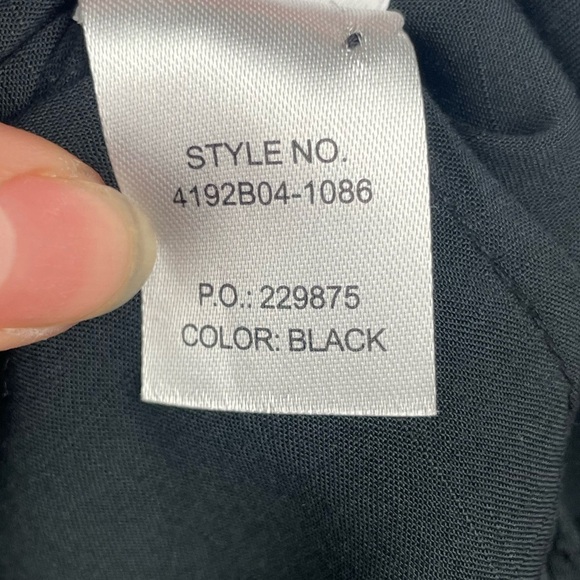 STYLE NO.
4192B04-1086
P.O.: 229875
COLOR: BLACK